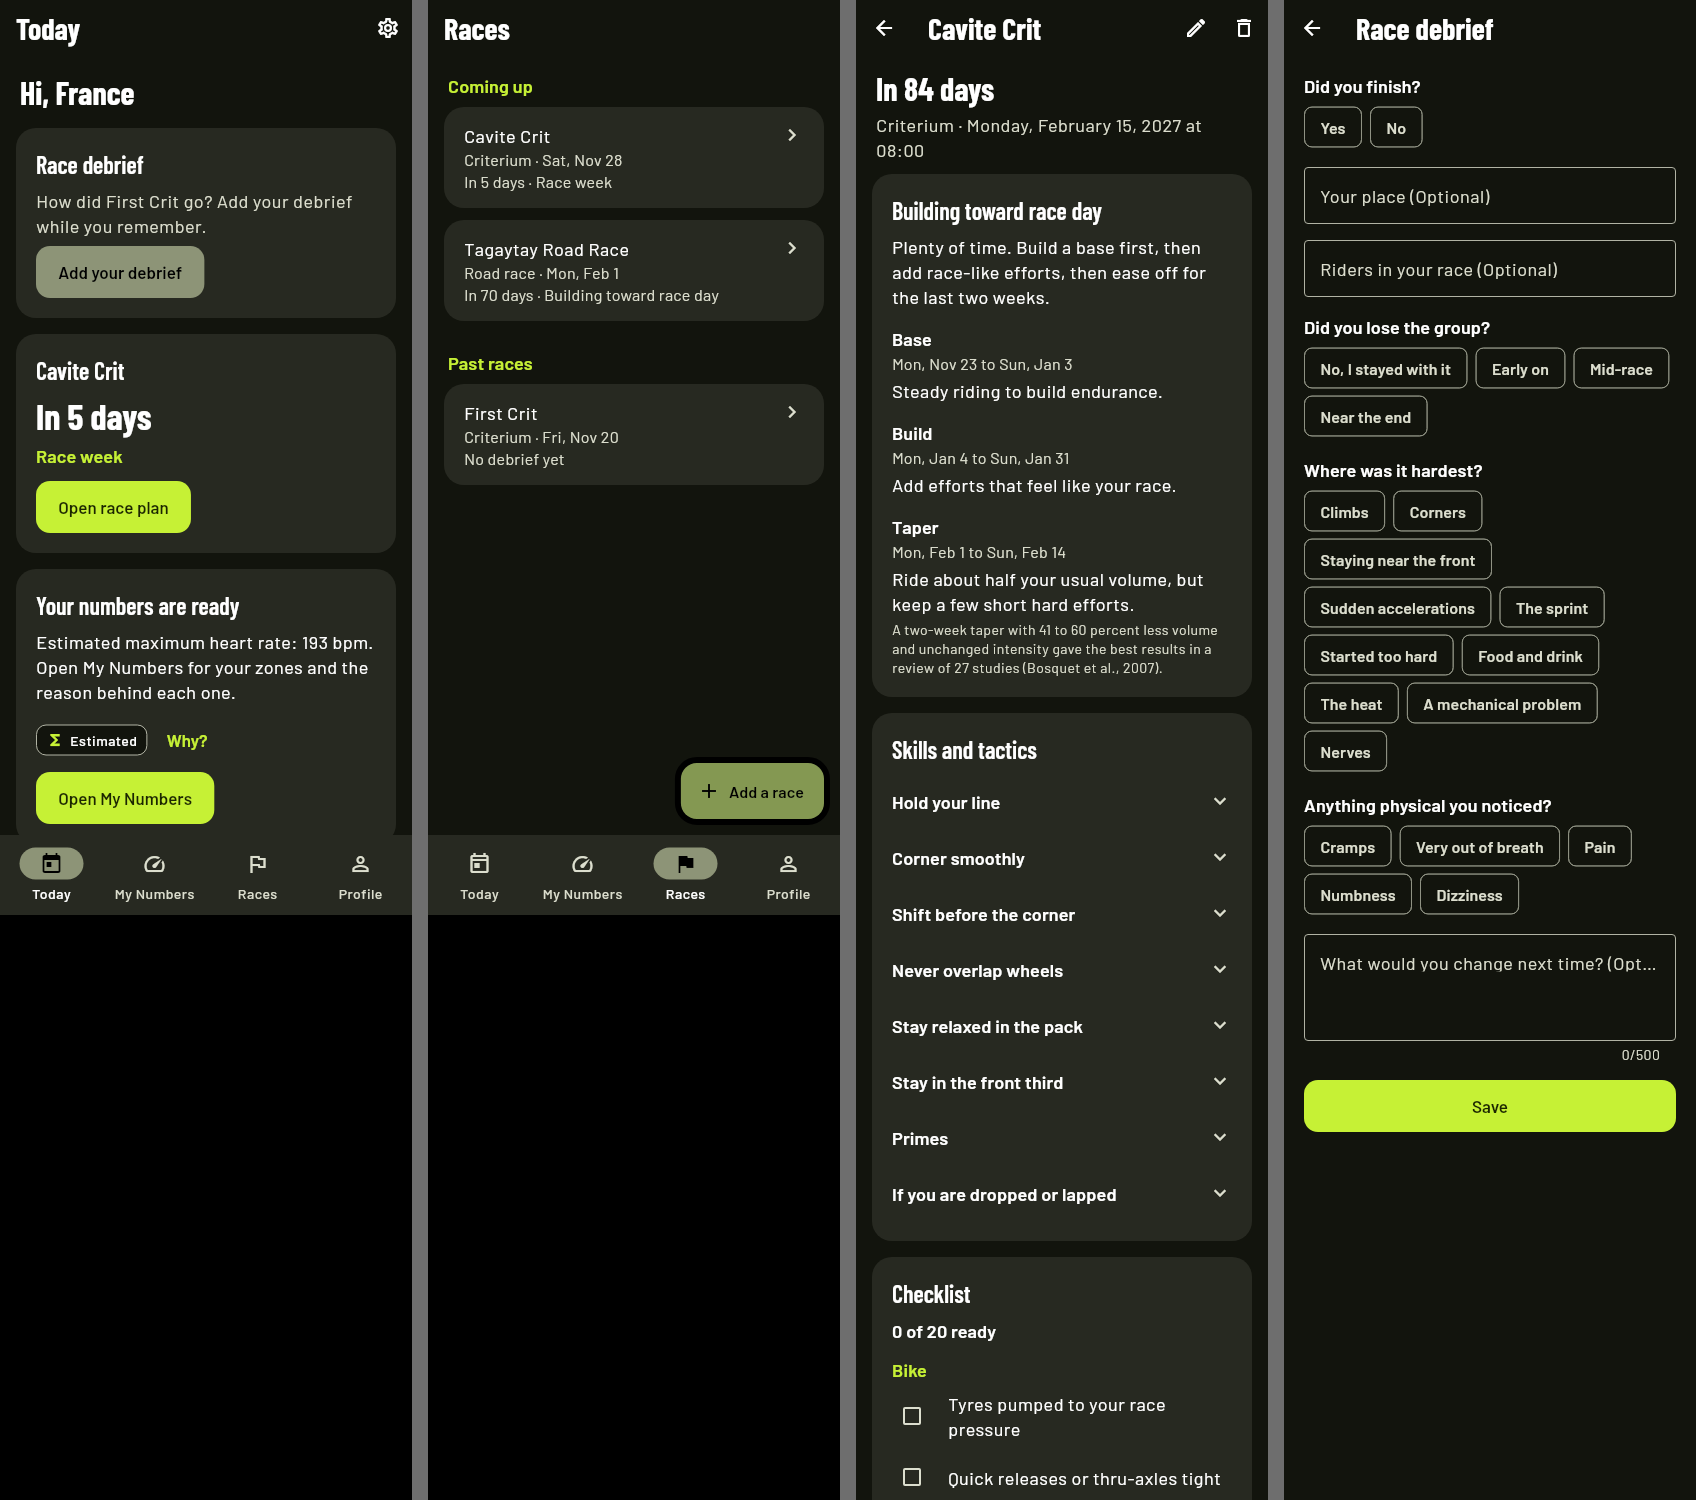 Today
Hi, France
Race debrief
How did First Crit go? Add your debrief
while you remember.
Add your debrief
Cavite Crit
In 5 days
Race week
Open race plan
Your numbers are ready
Estimated maximum heart rate: 193 bpm.
Open My Numbers for your zones and the
reason behind each one.
Estimated
Why?
Open My Numbers
Today
My Numbers
Races
Profile
Races
Coming up
Cavite Crit
Criterium · Sat, Nov 28
In 5 days · Race week
Tagaytay Road Race
Road race · Mon, Feb 1
In 70 days · Building toward race day
Past races
First Crit
Criterium · Fri, Nov 20
No debrief yet
Add a race
Today
My Numbers
Races
Profile
Cavite Crit
In 84 days
Criterium · Monday, February 15, 2027 at
08:00
Building toward race day
Plenty of time. Build a base first, then
add race-like efforts, then ease off for
the last two weeks.
Base
Mon, Nov 23 to Sun, Jan 3
Steady riding to build endurance.
Build
Mon, Jan 4 to Sun, Jan 31
Add efforts that feel like your race.
Taper
Mon, Feb 1 to Sun, Feb 14
Ride about half your usual volume, but
keep a few short hard efforts.
A two-week taper with 41 to 60 percent less volume
and unchanged intensity gave the best results in a
review of 27 studies (Bosquet et al., 2007).
Skills and tactics
Hold your line
Corner smoothly
Shift before the corner
Never overlap wheels
Stay relaxed in the pack
Stay in the front third
Primes
If you are dropped or lapped
Checklist
0 of 20 ready
Bike
Tyres pumped to your race
pressure
Quick releases or thru-axles tight
Race debrief
Did you finish?
Yes
No
Your place (Optional)
Riders in your race (Optional)
Did you lose the group?
No, I stayed with it
Early on
Mid-race
Near the end
Where was it hardest?
Climbs
Corners
Staying near the front
Sudden accelerations
The sprint
Started too hard
Food and drink
The heat
A mechanical problem
Nerves
Anything physical you noticed?
Cramps
Very out of breath
Pain
Numbness
Dizziness
What would you change next time? (Opt...
0/500
Save